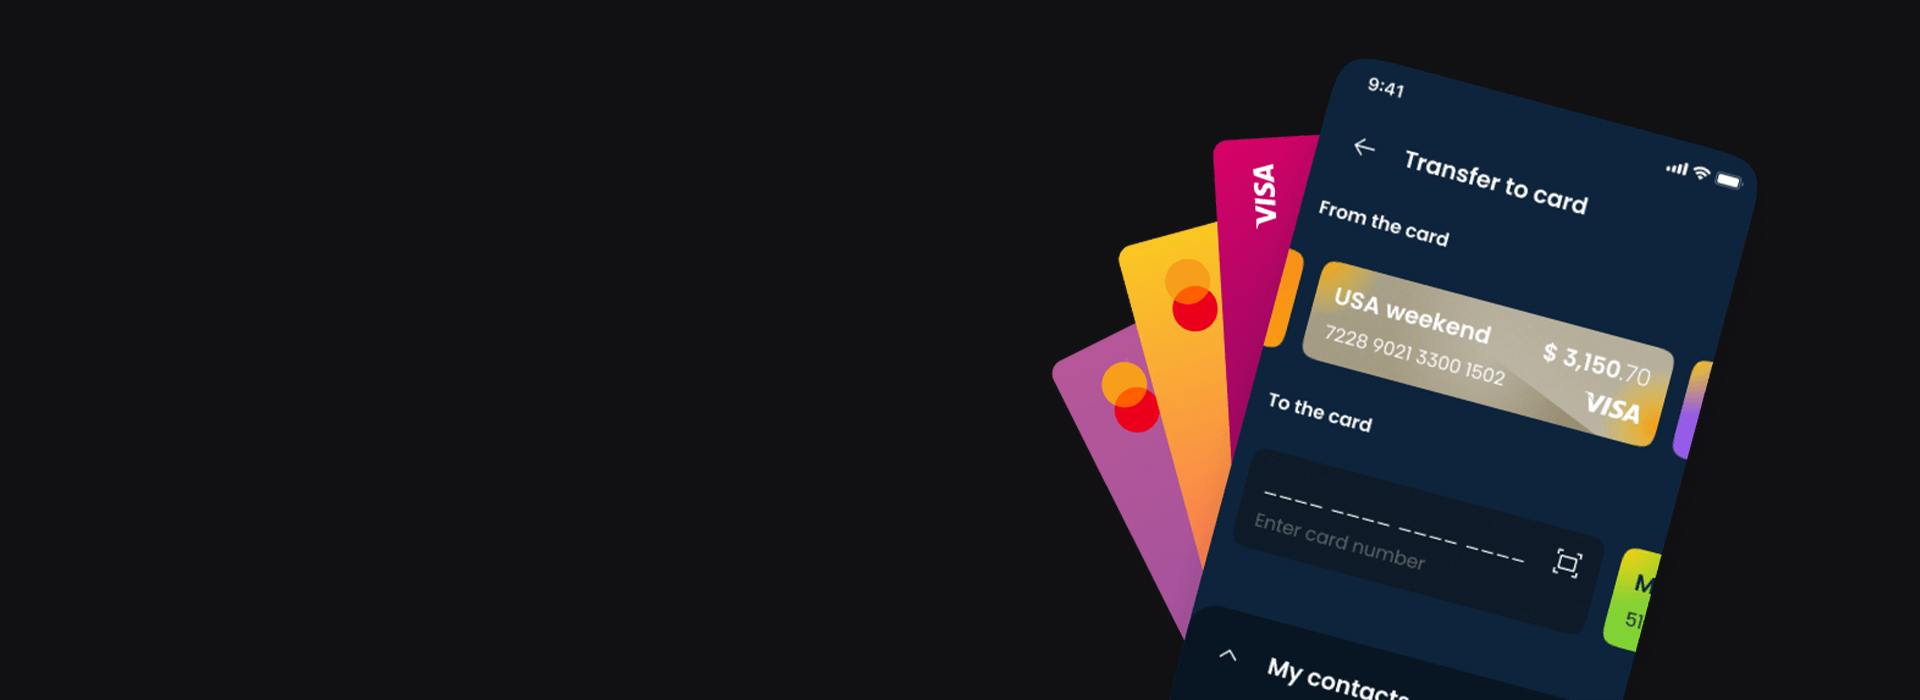 9:41
Transfer to card
From the card
USA weekend
7228 9021 3300 1502
$ 3,150.70
VISA
To the card
Enter card number
M
51
My contacts
VISA